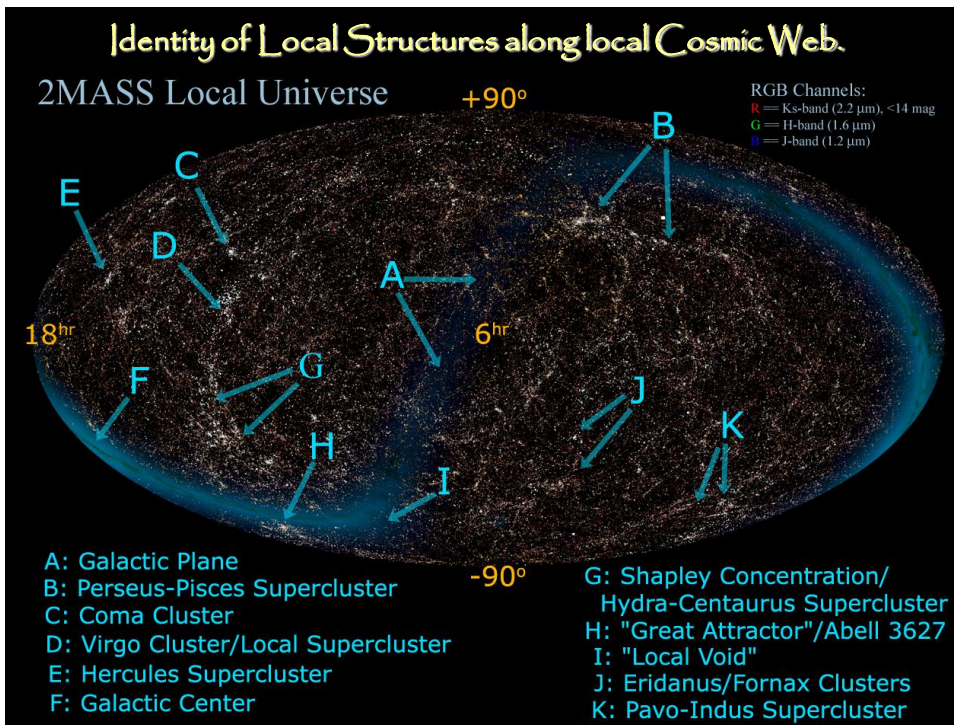 Identity of Local Structures along local Cosmic Web.
2MASS Local Universe
+90°
RGB Channels:
R == Ks-band (2.2 μm), <14 mag
G == H-band (1.6 μm)
B == J-band (1.2 μm)
B
C
E
D
A
18hr
6hr
G
F
J
K
H
I
-90°
A: Galactic Plane
B: Perseus-Pisces Supercluster
C: Coma Cluster
D: Virgo Cluster/Local Supercluster
E: Hercules Supercluster
F: Galactic Center
G: Shapley Concentration/
Hydra-Centaurus Supercluster
H: "Great Attractor"/Abell 3627
I: "Local Void"
J: Eridanus/Fornax Clusters
K: Pavo-Indus Supercluster